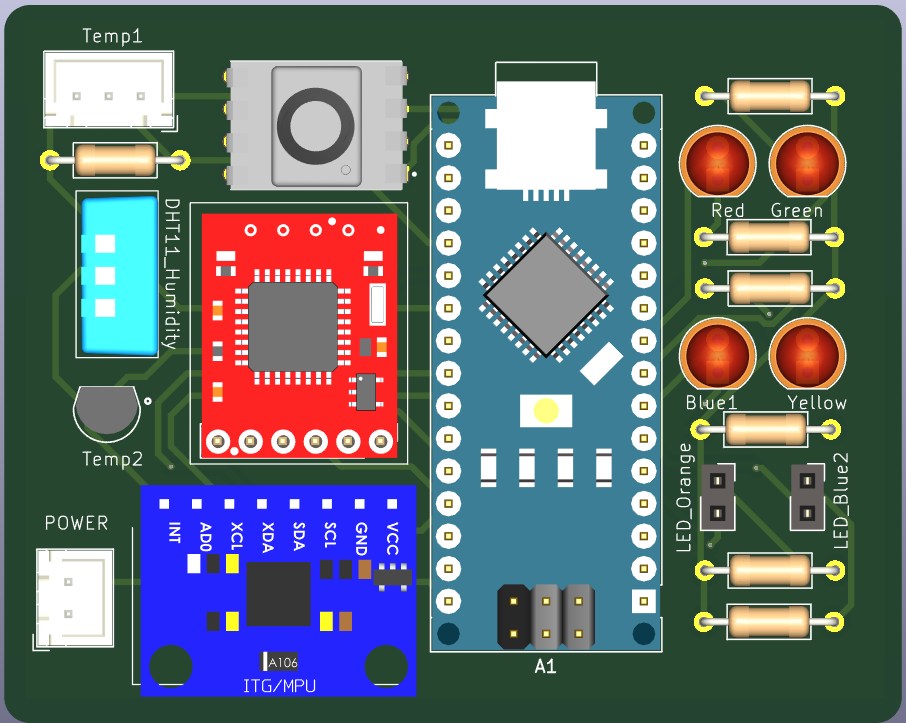 Temp1
DHT11_Humidity
Red
Green
Blue1
Yellow
Temp2
LED_Orange
LED_Blue2
POWER
INT
AD0
XCL
XDA
SDA
SCL
GND
VCC
A106
ITG/MPU
A1